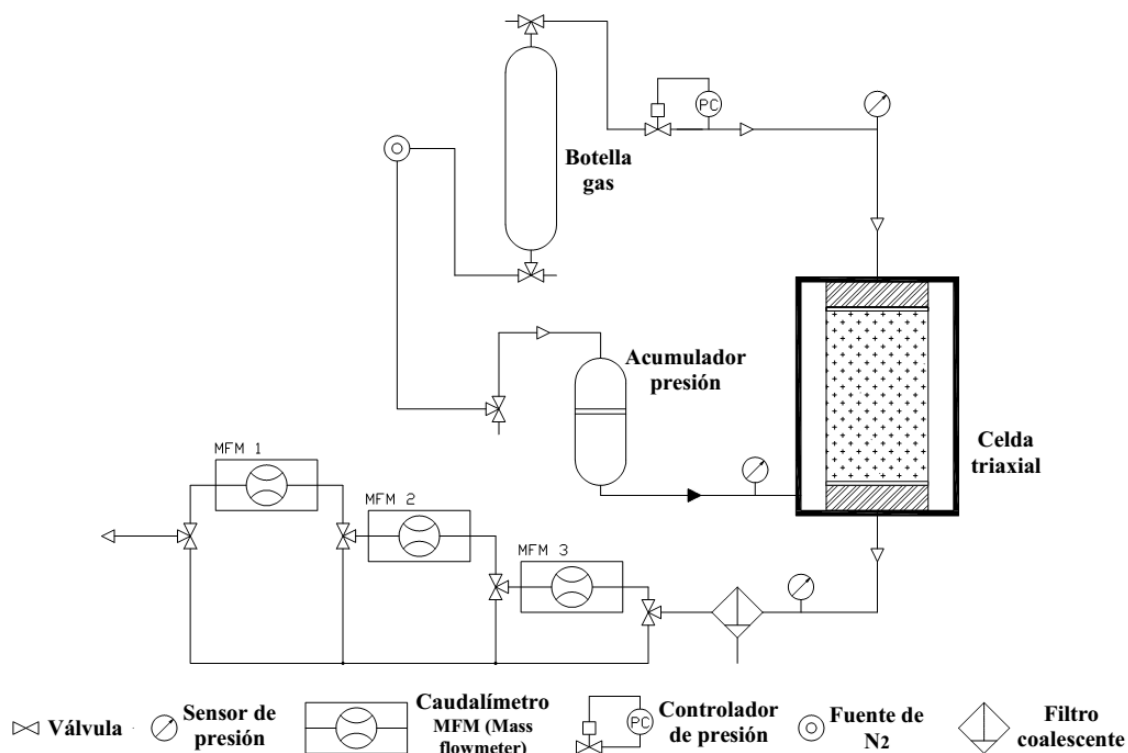 PC
Botella
gas
Acumulador
presión
Celda
triaxial
MFM 1
MFM 2
MFM 3
Válvula
Sensor de
presión
Caudalímetro
MFM (Mass
flowmeter)
PC
Controlador
de presión
Fuente de
N2
Filtro
coalescente